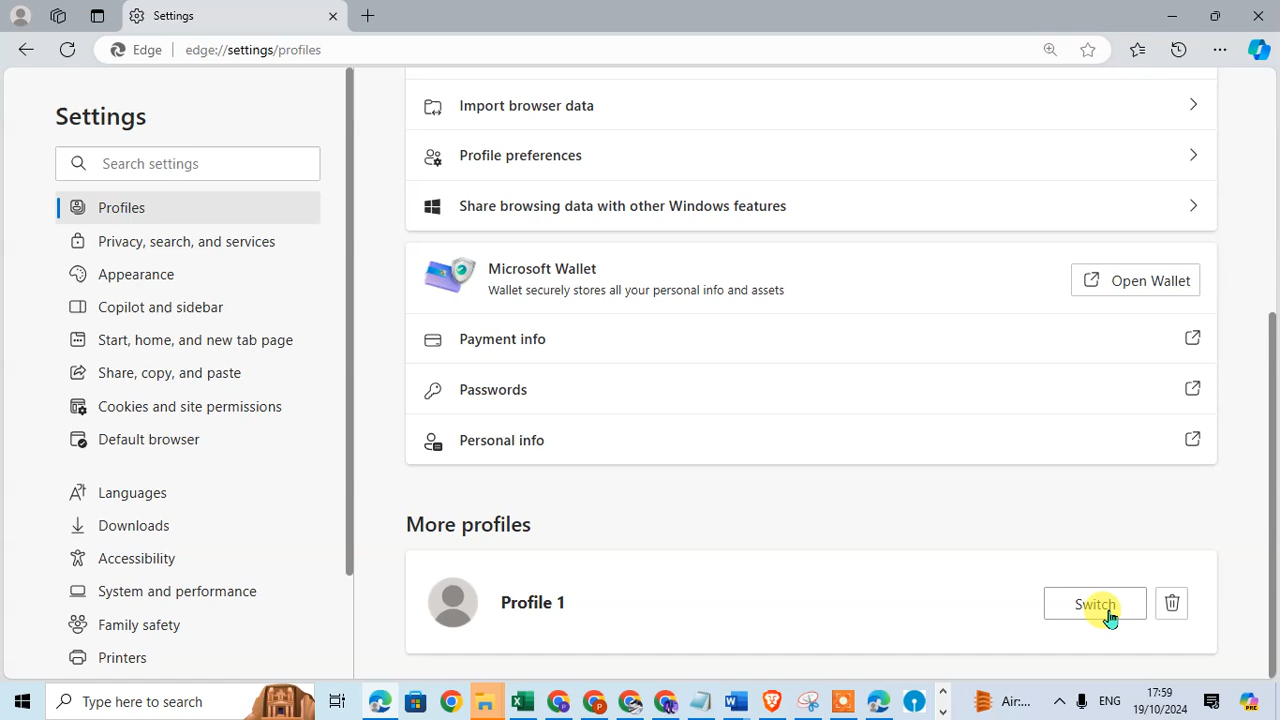 Settings
Edge
edge://settings/profiles
Settings
Search settings
Profiles
Privacy, search, and services
Appearance
Copilot and sidebar
Start, home, and new tab page
Share, copy, and paste
Cookies and site permissions
Default browser
Languages
Downloads
Accessibility
System and performance
Family safety
Printers
Import browser data
Profile preferences
Share browsing data with other Windows features
Microsoft Wallet
Wallet securely stores all your personal info and assets
Open Wallet
Payment info
Passwords
Personal info
More profiles
Profile 1
Switch
Type here to search
Air...
ENG
17:59
19/10/2024